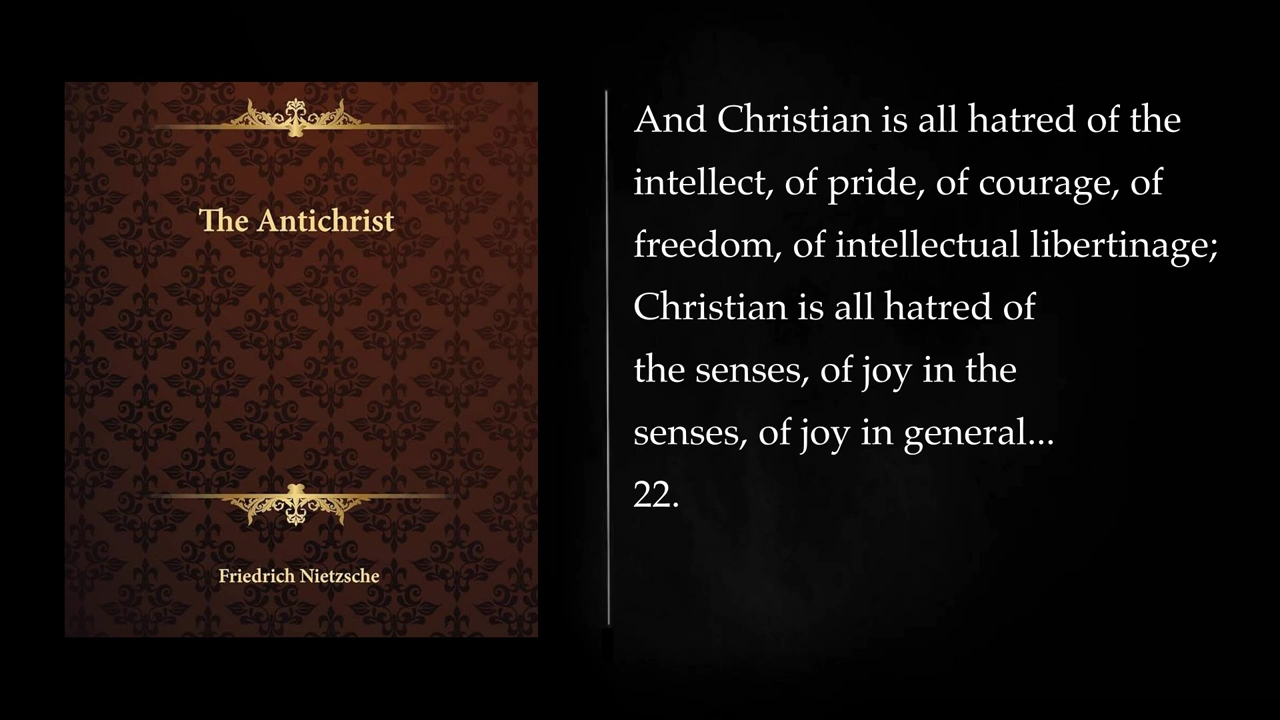 The Antichrist
Friedrich Nietzsche
And Christian is all hatred of the
intellect, of pride, of courage, of
freedom, of intellectual libertinage;
Christian is all hatred of
the senses, of joy in the
senses, of joy in general...
22.